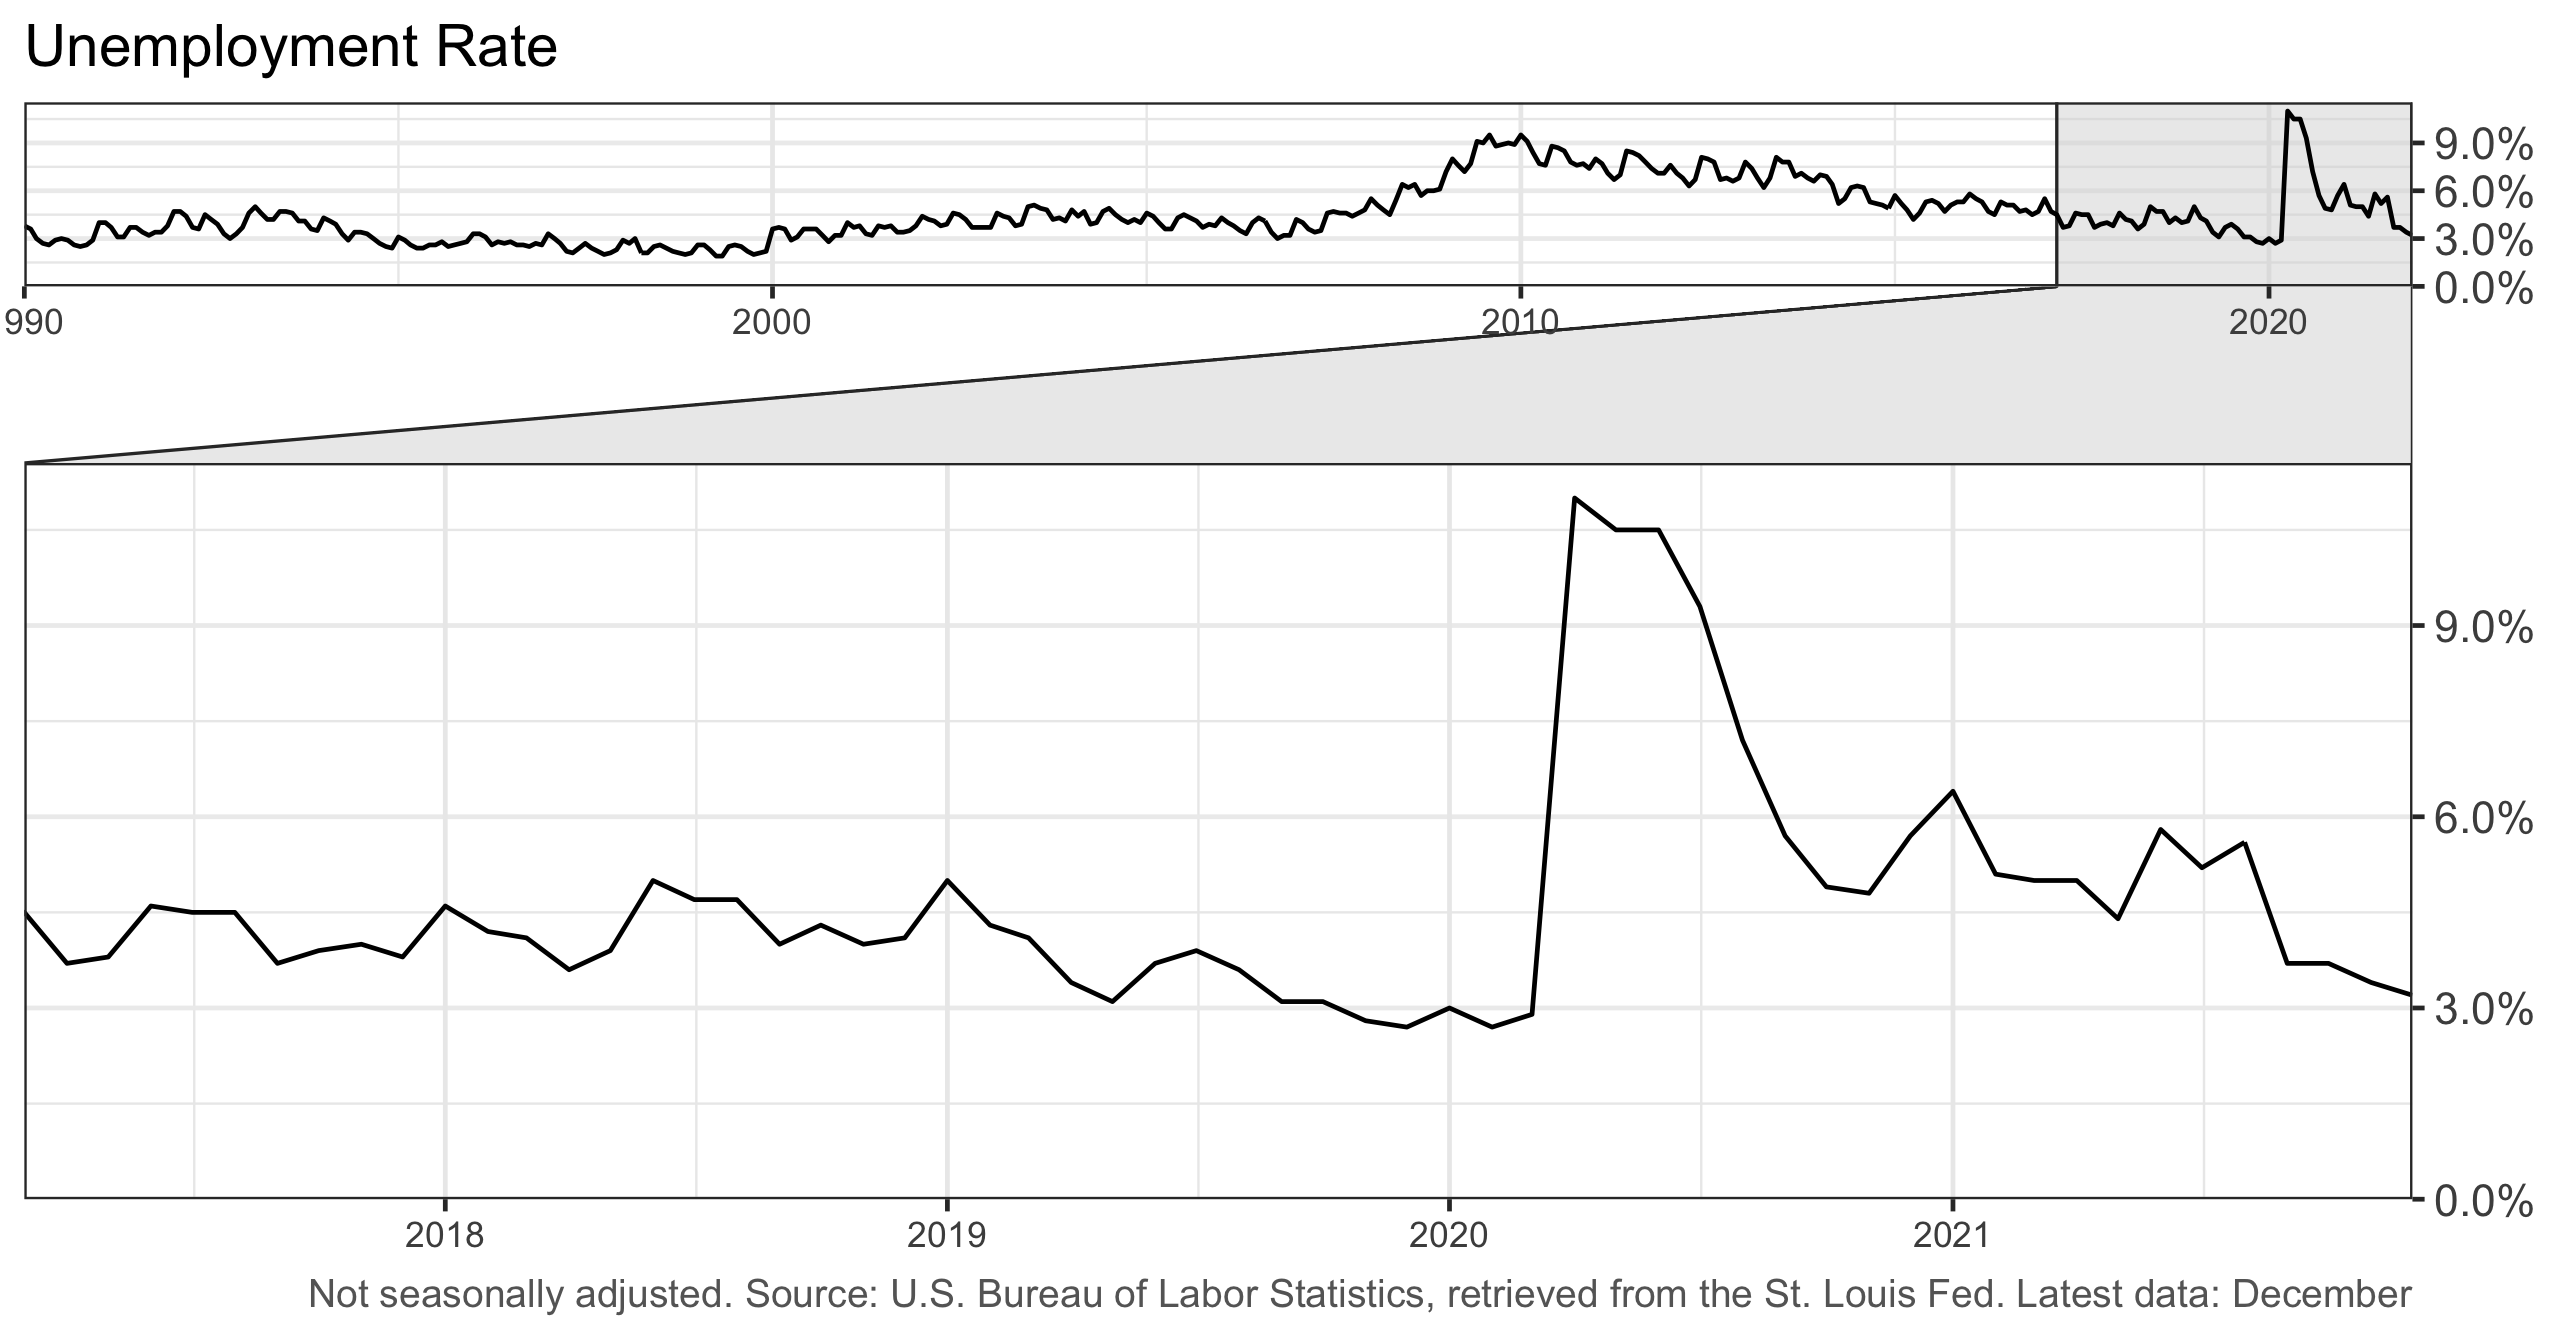 Unemployment Rate
9.0%
6.0%
3.0%
0.0%
990 2000 2010 2020
9.0%
6.0%
3.0%
0.0%
2018 2019 2020 2021
Not seasonally adjusted. Source: U.S. Bureau of Labor Statistics, retrieved from the St. Louis Fed. Latest data: December